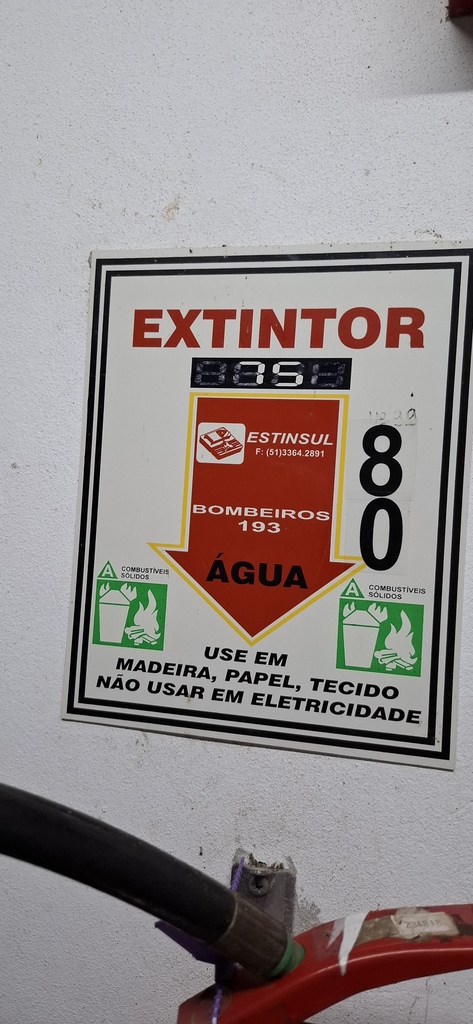 EXTINTOR
75
ESTINSUL
F: (51)3364.2891
8
0
BOMBEIROS
193
ÁGUA
A COMBUSTÍVEIS
SÓLIDOS
A COMBUSTÍVEIS
SÓLIDOS
USE EM
MADEIRA, PAPEL, TECIDO
NÃO USAR EM ELETRICIDADE